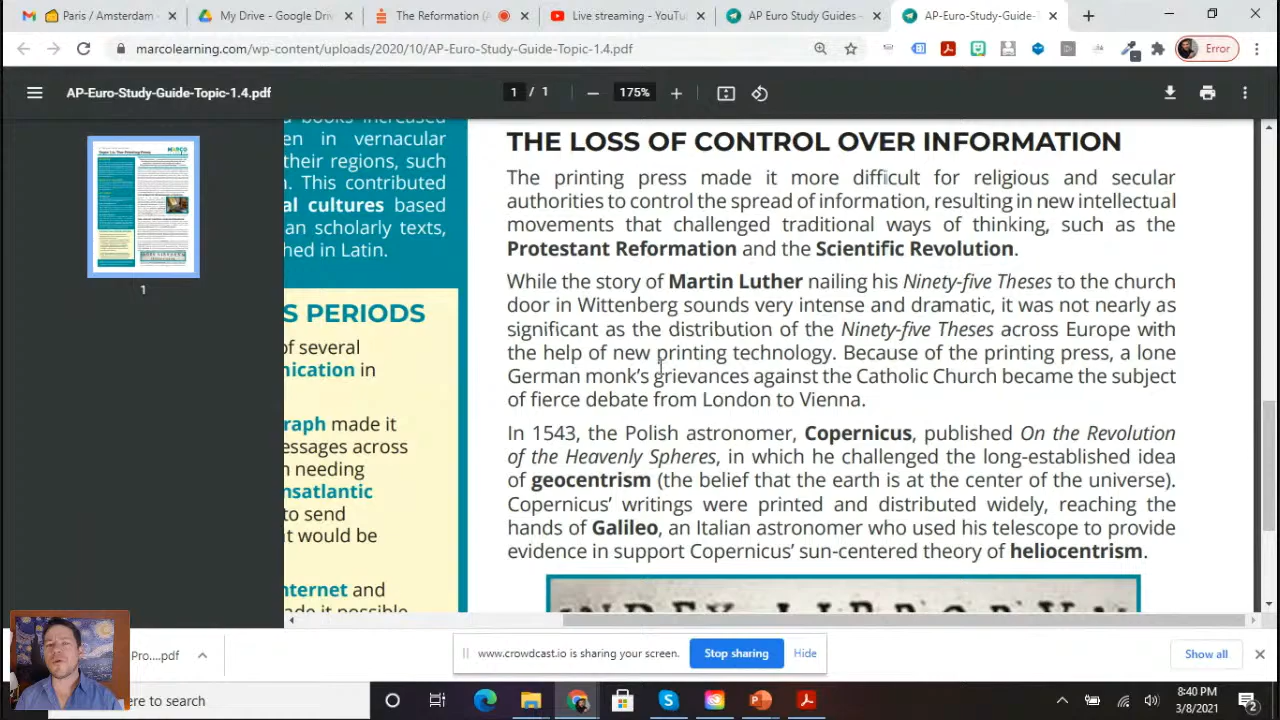 Paris / Amsterdam
My Drive - Google Driv
The Reformation (
Live streaming - YouTub
AP Euro Study Guides -
AP-Euro-Study-Guide-
marcolearning.com/wp-content/uploads/2020/10/AP-Euro-Study-Guide-Topic-1.4.pdf
Error
AP-Euro-Study-Guide-Topic-1.4.pdf
1 / 1
175%
1
books increased
en in vernacular
their regions, such
n. This contributed
al cultures based
an scholarly texts,
hed in Latin.
S PERIODS
of several
nication in
raph made it
essages across
n needing
nsatlantic
to send
t would be
nternet and
ade it possible
THE LOSS OF CONTROL OVER INFORMATION
The printing press made it more difficult for religious and secular
authorities to control the spread of information, resulting in new intellectual
movements that challenged traditional ways of thinking, such as the
Protestant Reformation and the Scientific Revolution.
While the story of Martin Luther nailing his Ninety-five Theses to the church
door in Wittenberg sounds very intense and dramatic, it was not nearly as
significant as the distribution of the Ninety-five Theses across Europe with
the help of new printing technology. Because of the printing press, a lone
German monk's grievances against the Catholic Church became the subject
of fierce debate from London to Vienna.
In 1543, the Polish astronomer, Copernicus, published On the Revolution
of the Heavenly Spheres, in which he challenged the long-established idea
of geocentrism (the belief that the earth is at the center of the universe).
Copernicus' writings were printed and distributed widely, reaching the
hands of Galileo, an Italian astronomer who used his telescope to provide
evidence in support Copernicus' sun-centered theory of heliocentrism.
INDEX LIBRORVM
Pro....pdf
www.crowdcast.io is sharing your screen.
Stop sharing
Hide
Show all
ere to search
8:40 PM
3/8/2021
2